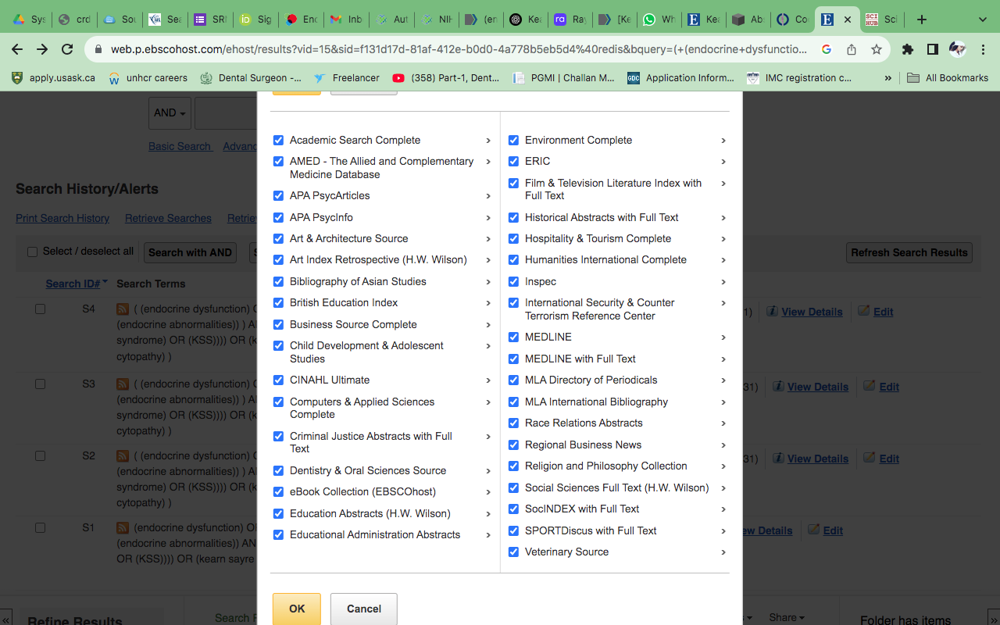 Sys
crd
Sou
Sea
SRI
Sig
Enc
Inb
Aut
NIH
(en
Kea
Ray
[Ke
Wh
Kea
Abs
Co
Sci
web.p.ebscohost.com/ehost/results?vid=15&sid=f131d17d-81af-412e-b0d0-4a778b5eb5d4%40redis&bquery=(+(endocrine+dysfunctio...
apply.usask.ca
unhcr careers
Dental Surgeon -...
Freelancer
(358) Part-1, Dent...
PGMI | Challan M...
Application Inform...
IMC registration c...
»
All Bookmarks
AND
Basic Search
Advan
Search History/Alerts
Print Search History
Retrieve Searches
Retrie
Select / deselect all
Search with AND
Refresh Search Results
Search ID#
Search Terms
S4
( (endocrine dysfunction) O
(endocrine abnormalities)) ) A
syndrome) OR (KSS)))) OR (k
cytopathy) )
1)
View Details
Edit
S3
( (endocrine dysfunction) O
(endocrine abnormalities)) ) A
syndrome) OR (KSS)))) OR (k
cytopathy) )
31)
View Details
Edit
S2
( (endocrine dysfunction) O
(endocrine abnormalities)) ) A
syndrome) OR (KSS)))) OR (k
cytopathy) )
31)
View Details
Edit
S1
(endocrine dysfunction) OR
(endocrine abnormalities)) AN
OR (KSS)))) OR (kearn sayre
ew Details
Edit
Academic Search Complete
AMED - The Allied and Complementary
Medicine Database
APA PsycArticles
APA PsycInfo
Art & Architecture Source
Art Index Retrospective (H.W. Wilson)
Bibliography of Asian Studies
British Education Index
Business Source Complete
Child Development & Adolescent
Studies
CINAHL Ultimate
Computers & Applied Sciences
Complete
Criminal Justice Abstracts with Full
Text
Dentistry & Oral Sciences Source
eBook Collection (EBSCOhost)
Education Abstracts (H.W. Wilson)
Educational Administration Abstracts
Environment Complete
ERIC
Film & Television Literature Index with
Full Text
Historical Abstracts with Full Text
Hospitality & Tourism Complete
Humanities International Complete
Inspec
International Security & Counter
Terrorism Reference Center
MEDLINE
MEDLINE with Full Text
MLA Directory of Periodicals
MLA International Bibliography
Race Relations Abstracts
Regional Business News
Religion and Philosophy Collection
Social Sciences Full Text (H.W. Wilson)
SocINDEX with Full Text
SPORTDiscus with Full Text
Veterinary Source
OK
Cancel
«
Refine Results
Search F
Share
Folder has items
»